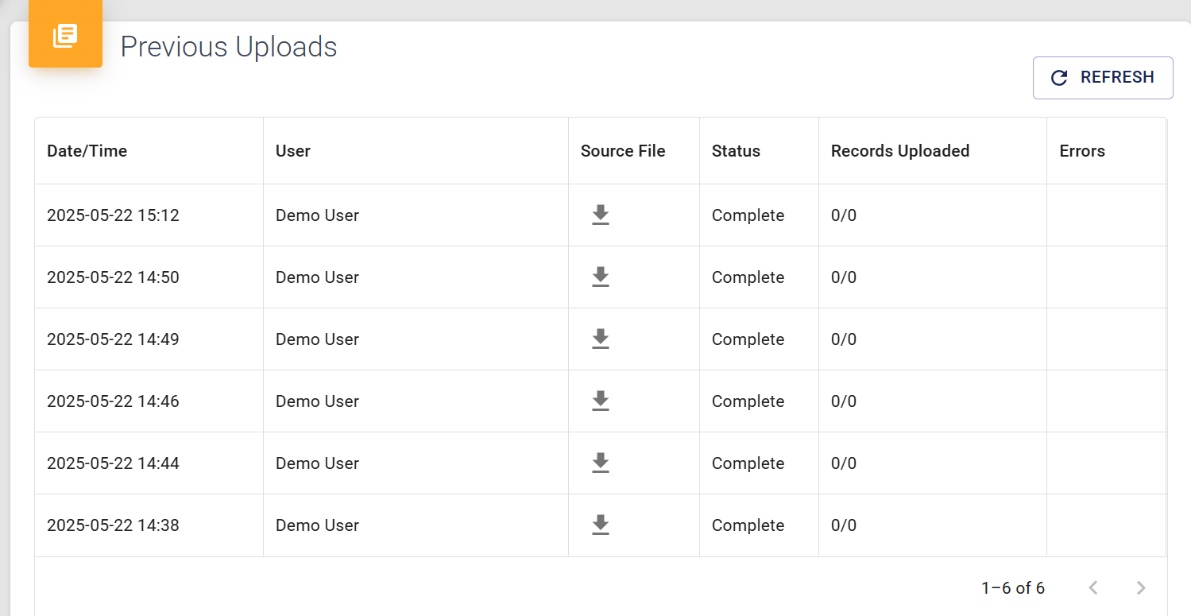 Previous Uploads
REFRESH
Date/Time User Source File Status Records Uploaded Errors
2025-05-22 15:12 Demo User Complete 0/0
2025-05-22 14:50 Demo User Complete 0/0
2025-05-22 14:49 Demo User Complete 0/0
2025-05-22 14:46 Demo User Complete 0/0
2025-05-22 14:44 Demo User Complete 0/0
2025-05-22 14:38 Demo User Complete 0/0
1–6 of 6